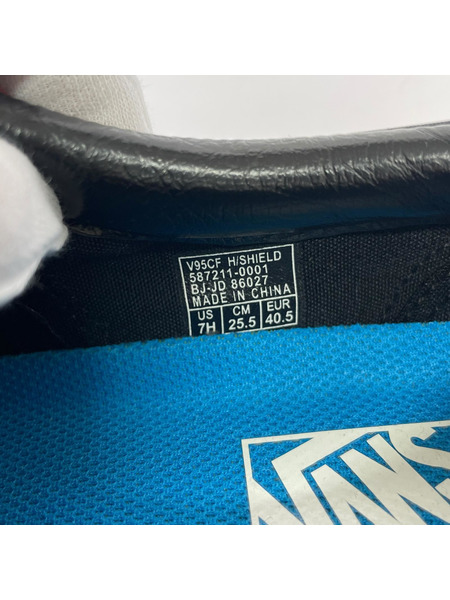 V95CF H/SHIELD
587211-0001
BJ-JD 86027
MADE IN CHINA
US CM EUR
7H 25.5 40.5
VANS